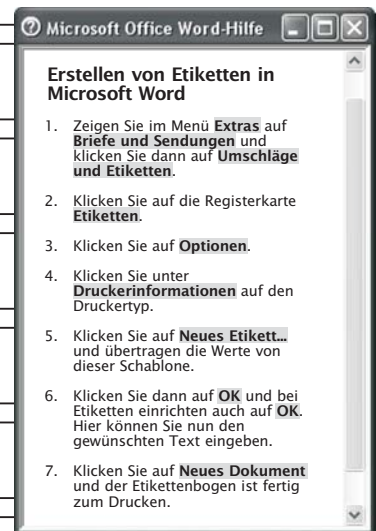 Microsoft Office Word-Hilfe
Erstellen von Etiketten in
Microsoft Word
1. Zeigen Sie im Menü Extras auf
Briefe und Sendungen und
klicken Sie dann auf Umschläge
und Etiketten.
2. Klicken Sie auf die Registerkarte
Etiketten.
3. Klicken Sie auf Optionen.
4. Klicken Sie unter
Druckerinformationen auf den
Druckertyp.
5. Klicken Sie auf Neues Etikett...
und übertragen die Werte von
dieser Schablone.
6. Klicken Sie dann auf OK und bei
Etiketten einrichten auch auf OK.
Hier können Sie nun den
gewünschten Text eingeben.
7. Klicken Sie auf Neues Dokument
und der Etikettenbogen ist fertig
zum Drucken.